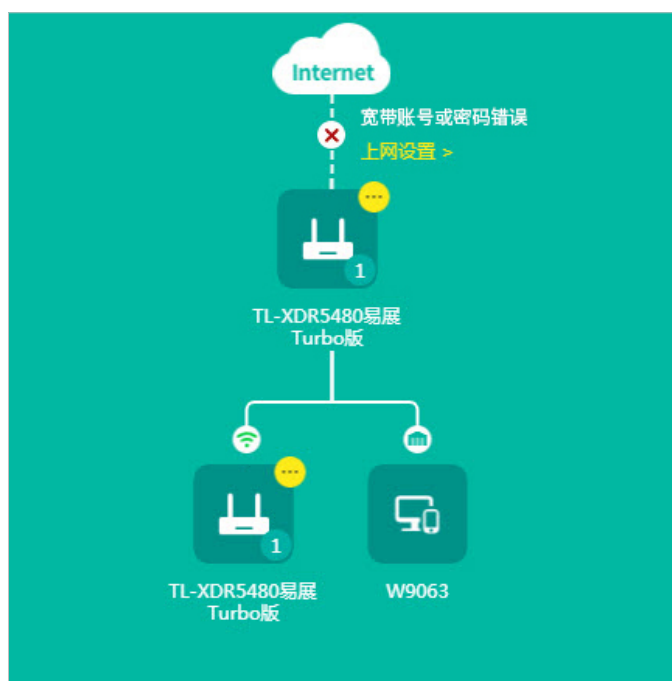 Internet
宽带账号或密码错误
上网设置 >
1
TL-XDR5480易展
Turbo版
1
TL-XDR5480易展
Turbo版
W9063